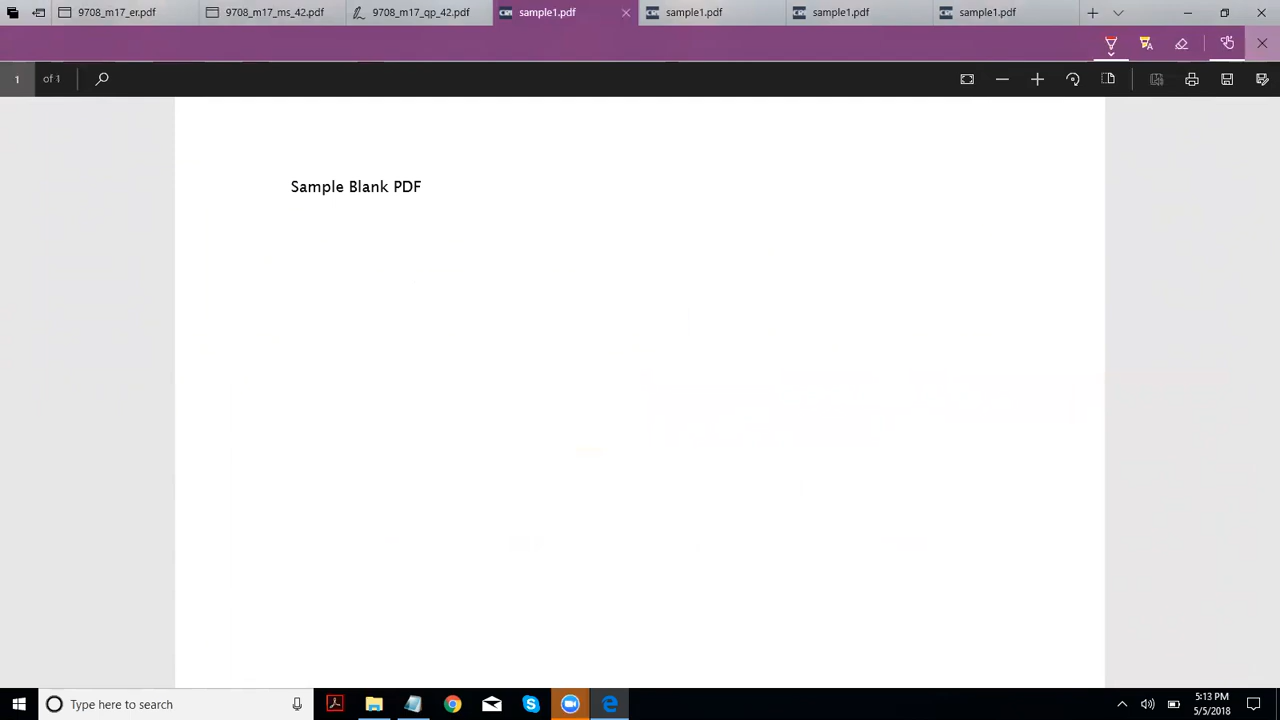 9708_m17_er.pdf
9708_m17_ms_42.pdf
9708_m17_qp_42.pdf
sample1.pdf
sample1.pdf
sample1.pdf
sample1.pdf
1 of 1
Sample Blank PDF
Type here to search
5:13 PM
5/5/2018